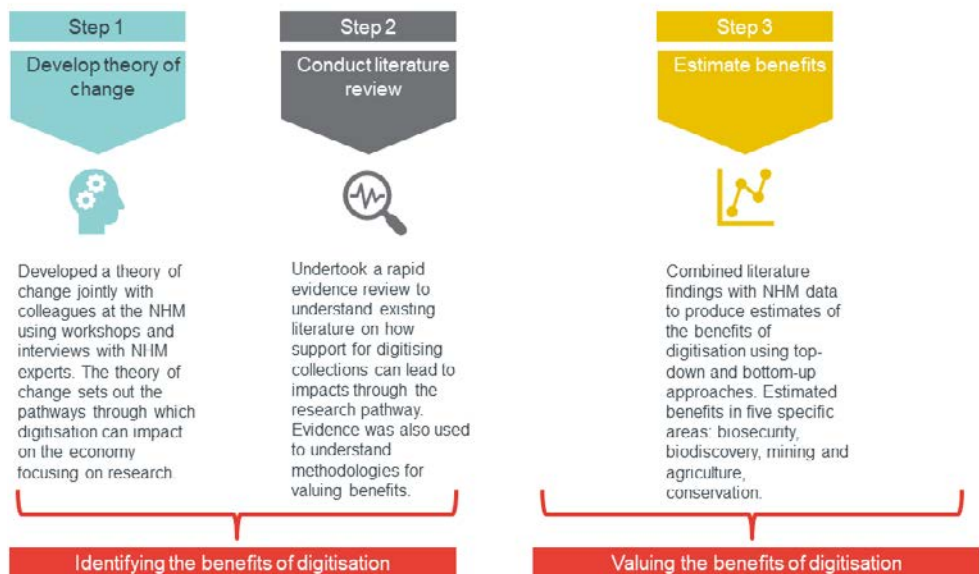 Step 1
Develop theory of
change
Developed a theory of
change jointly with
colleagues at the NHM
using workshops and
interviews with NHM
experts. The theory of
change sets out the
pathways through which
digitisation can impact
on the economy
focusing on research
Step 2
Conduct literature
review
Undertook a rapid
evidence review to
understand existing
literature on how
support for digitising
collections can lead to
impacts through the
research pathway.
Evidence was also used
to understand
methodologies for
valuing benefits.
Step 3
Estimate benefits
Combined literature
findings with NHM data
to produce estimates of
the benefits of
digitisation using top-
down and bottom-up
approaches. Estimated
benefits in five specific
areas: biosecurity,
biodiscovery, mining and
agriculture,
conservation.
Identifying the benefits of digitisation
Valuing the benefits of digitisation